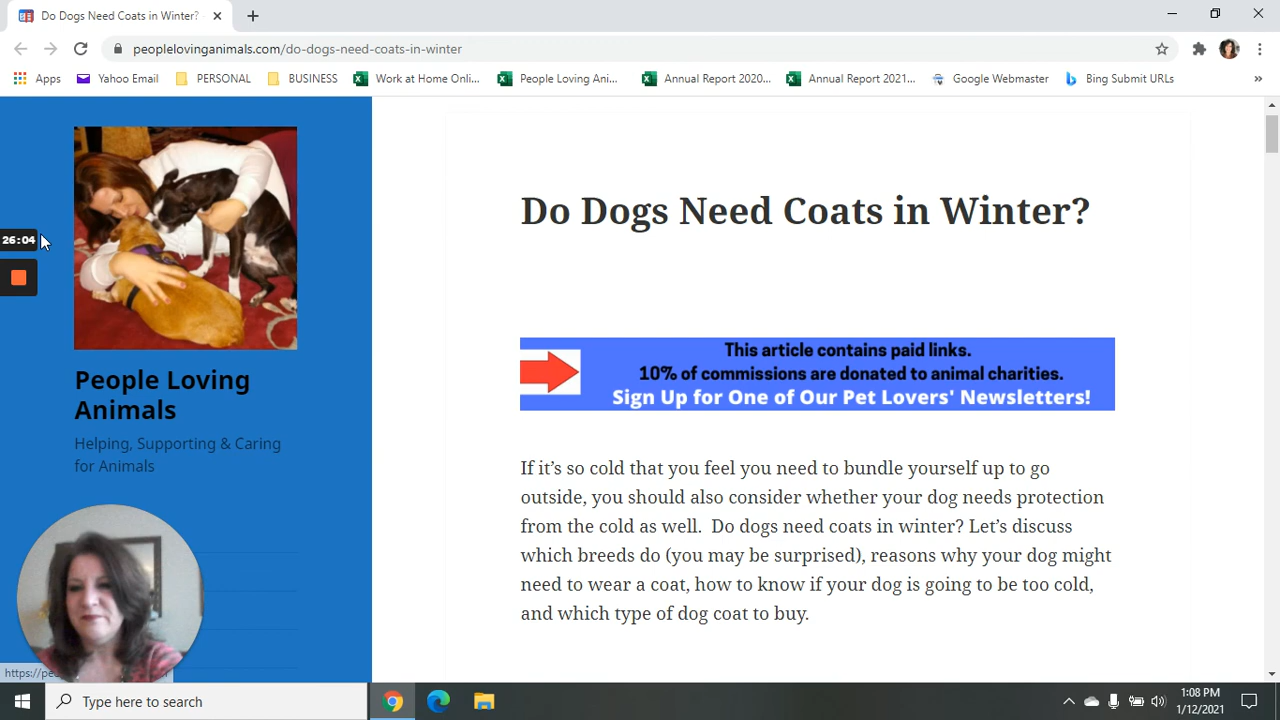 Do Dogs Need Coats in Winter?
peoplelovinganimals.com/do-dogs-need-coats-in-winter
Apps
Yahoo Email
PERSONAL
BUSINESS
Work at Home Onli...
People Loving Ani...
Annual Report 2020...
Annual Report 2021...
Google Webmaster
Bing Submit URLs
»
26:04
People Loving
Animals
Helping, Supporting & Caring
for Animals
Do Dogs Need Coats in Winter?
This article contains paid links.
10% of commissions are donated to animal charities.
Sign Up for One of Our Pet Lovers' Newsletters!
If it’s so cold that you feel you need to bundle yourself up to go
outside, you should also consider whether your dog needs protection
from the cold as well.  Do dogs need coats in winter? Let’s discuss
which breeds do (you may be surprised), reasons why your dog might
need to wear a coat, how to know if your dog is going to be too cold,
and which type of dog coat to buy.
Type here to search
1:08 PM
1/12/2021